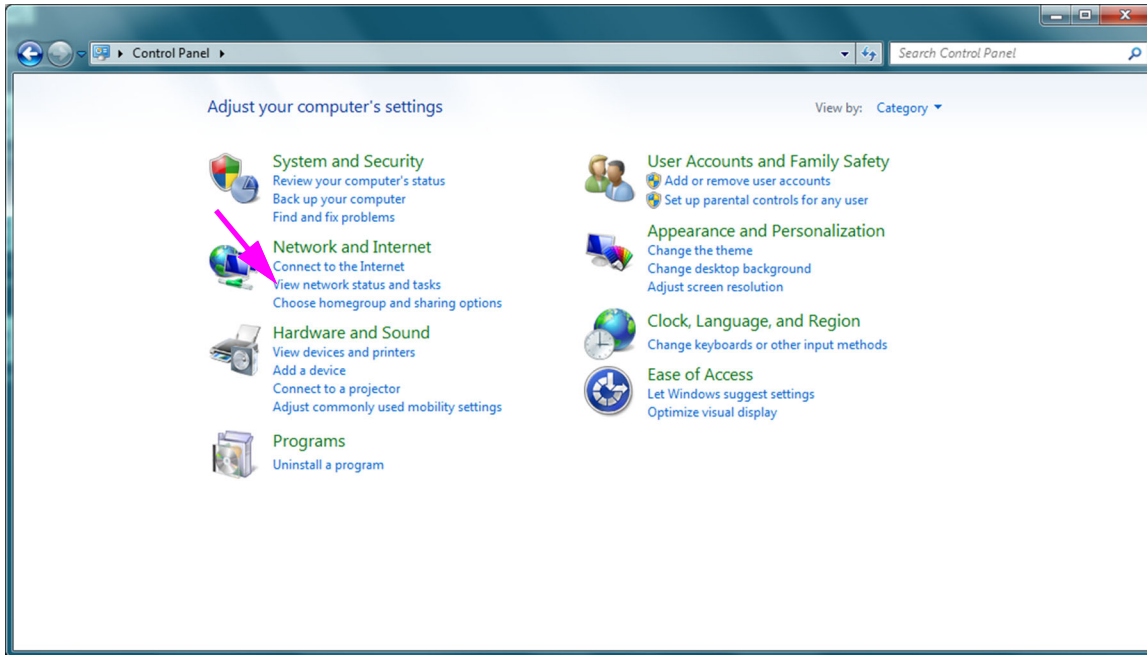 Control Panel
Search Control Panel
Adjust your computer's settings
View by: Category
System and Security
Review your computer's status
Back up your computer
Find and fix problems
Network and Internet
Connect to the Internet
View network status and tasks
Choose homegroup and sharing options
Hardware and Sound
View devices and printers
Add a device
Connect to a projector
Adjust commonly used mobility settings
Programs
Uninstall a program
User Accounts and Family Safety
Add or remove user accounts
Set up parental controls for any user
Appearance and Personalization
Change the theme
Change desktop background
Adjust screen resolution
Clock, Language, and Region
Change keyboards or other input methods
Ease of Access
Let Windows suggest settings
Optimize visual display